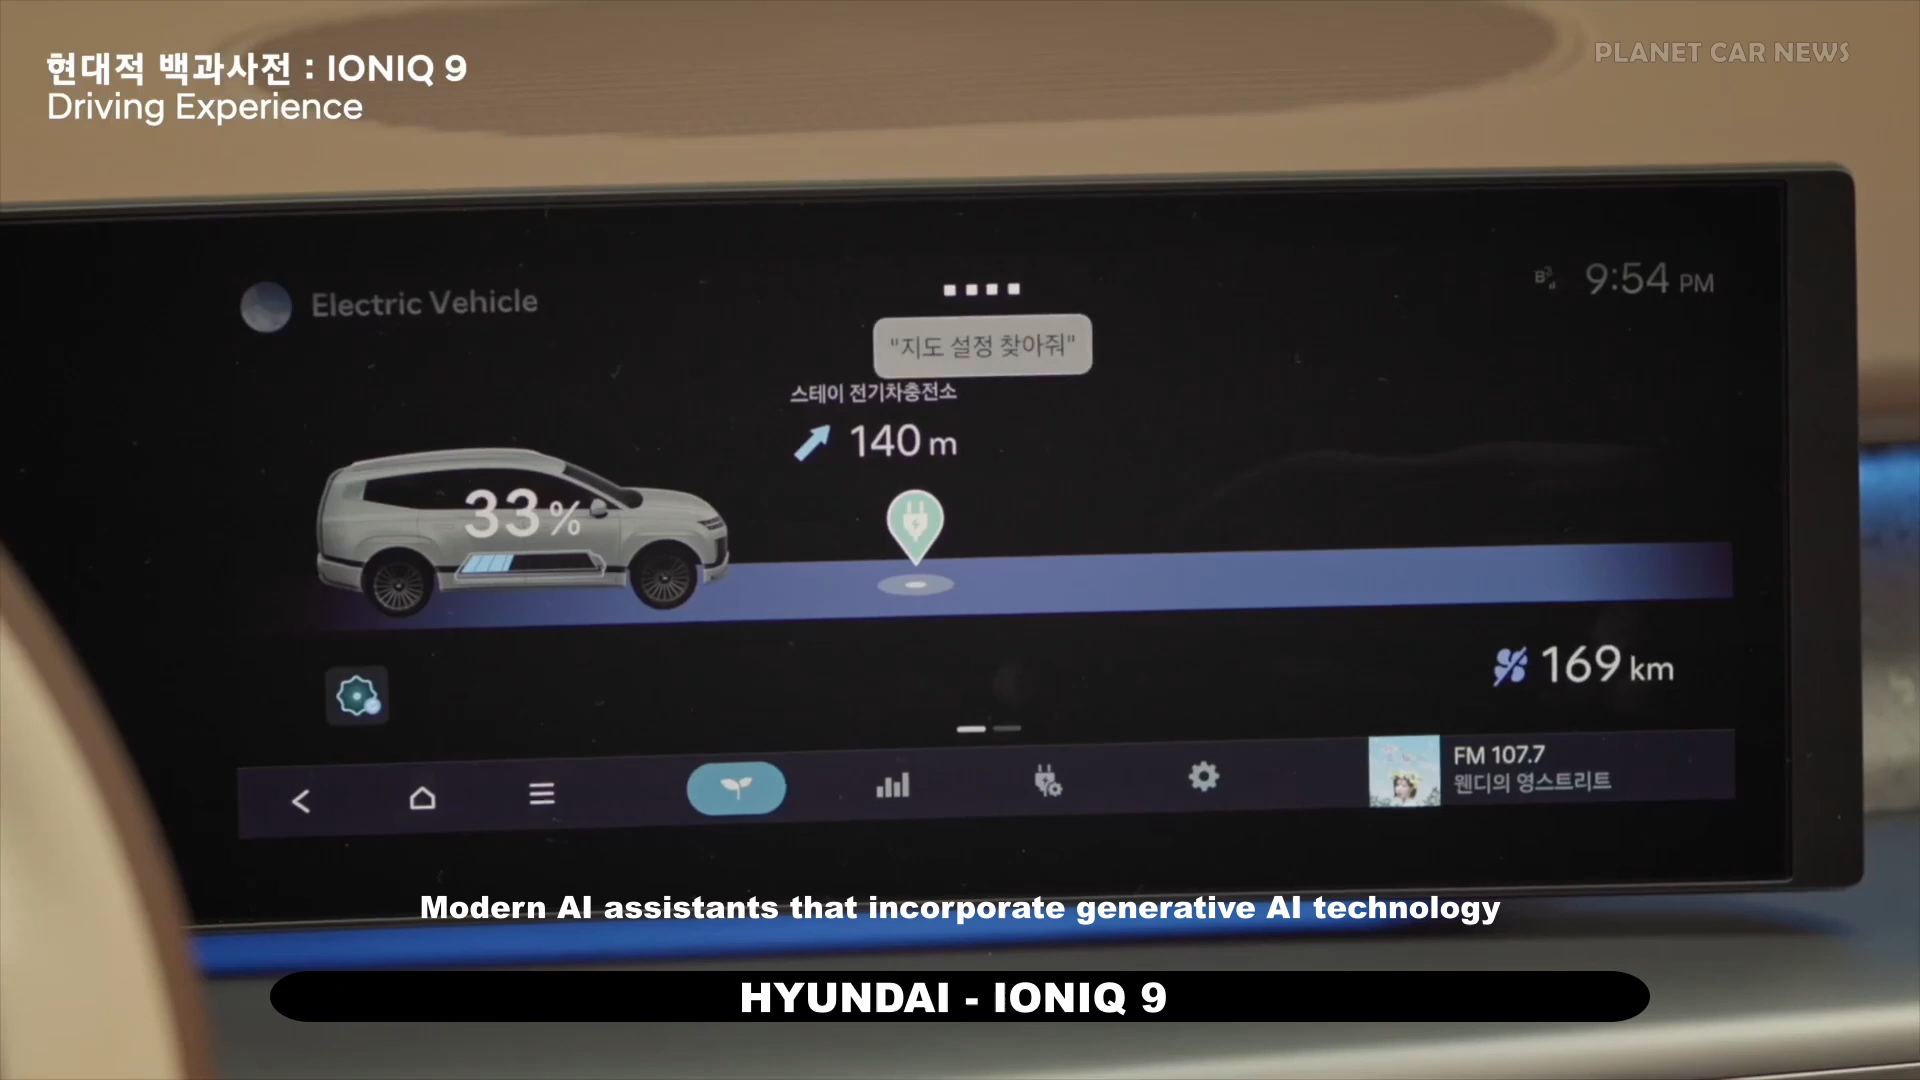 현대적 백과사전 : IONIQ 9
Driving Experience
PLANET CAR NEWS
Electric Vehicle
9:54 PM
"지도 설정 찾아줘"
스테이 전기차충전소
140 m
33%
169 km
FM 107.7
웬디의 영스트리트
Modern AI assistants that incorporate generative AI technology
HYUNDAI - IONIQ 9